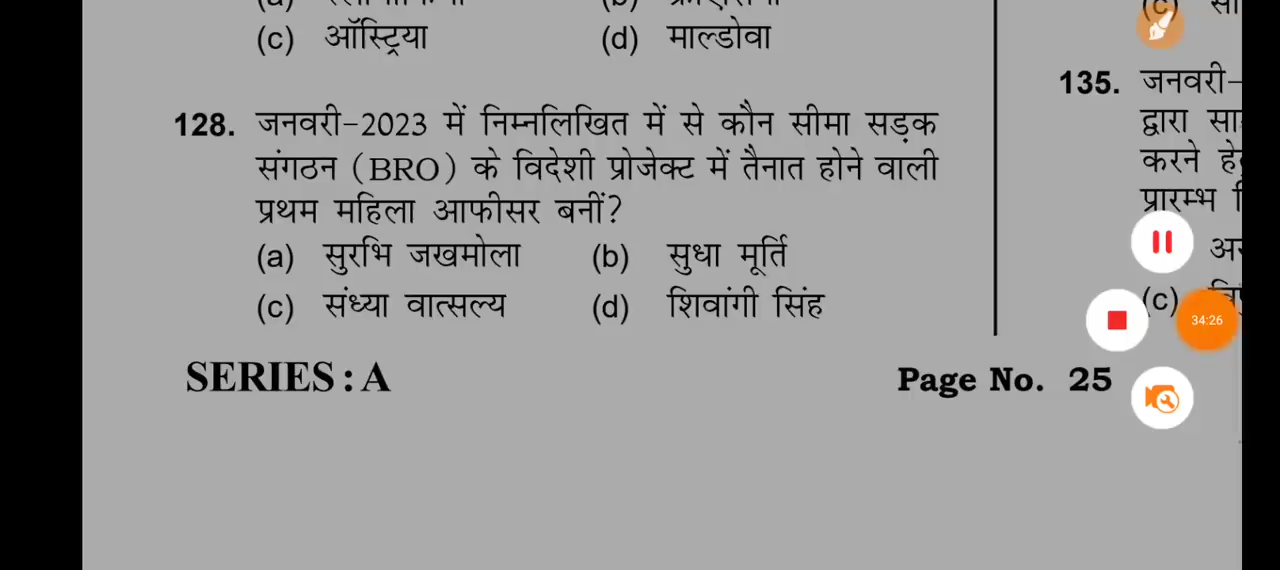 (c) ऑस्ट्रिया (d) माल्डोवा
128. जनवरी-2023 में निम्नलिखित में से कौन सीमा सड़क
संगठन (BRO) के विदेशी प्रोजेक्ट में तैनात होने वाली
प्रथम महिला आफीसर बनीं?
(a) सुरभि जखमोला (b) सुधा मूर्ति
(c) संध्या वात्सल्य (d) शिवांगी सिंह
SERIES : A
Page No. 25
(c)
135. जनवरी-
द्वारा
करने
प्रारम्भ
(c)
34:26